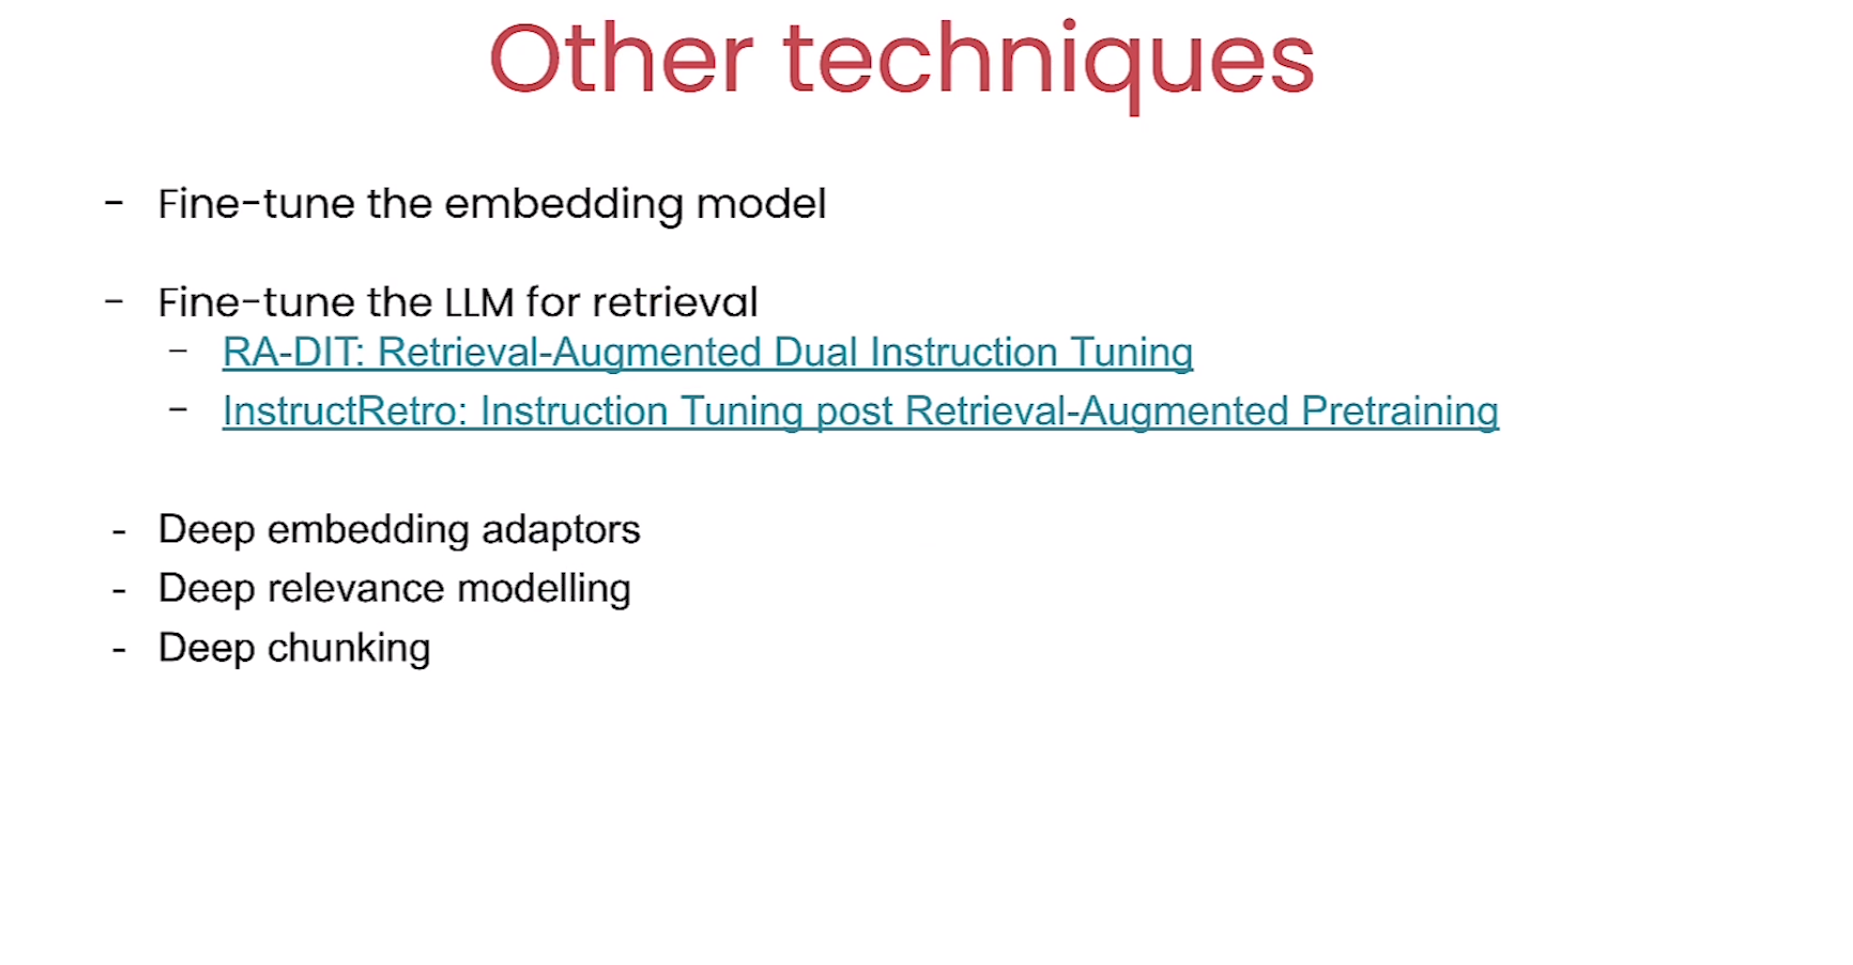 Other techniques
- Fine-tune the embedding model
- Fine-tune the LLM for retrieval
- RA-DIT: Retrieval-Augmented Dual Instruction Tuning
- InstructRetro: Instruction Tuning post Retrieval-Augmented Pretraining
- Deep embedding adaptors
- Deep relevance modelling
- Deep chunking